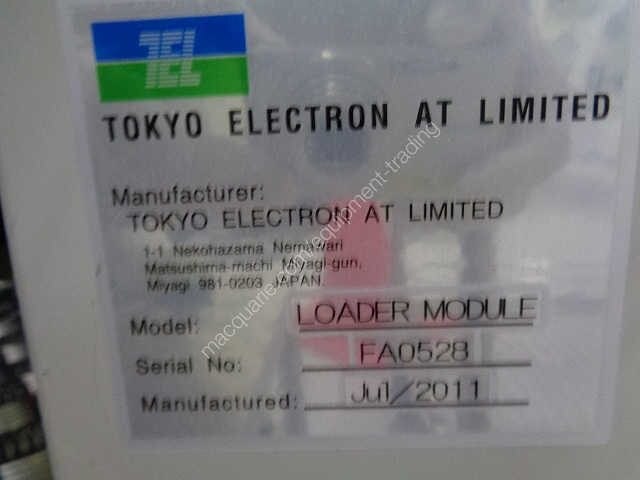 TEL
TOKYO ELECTRON AT LIMITED
Manufacturer:
TOKYO ELECTRON AT LIMITED
1-1 Nekohazama Nemawari
Matsushima-machi Miyagi-gun,
Miyagi 981-0203 JAPAN
Model: LOADER MODULE
Serial No: FA0528
Manufactured: Jul/2011